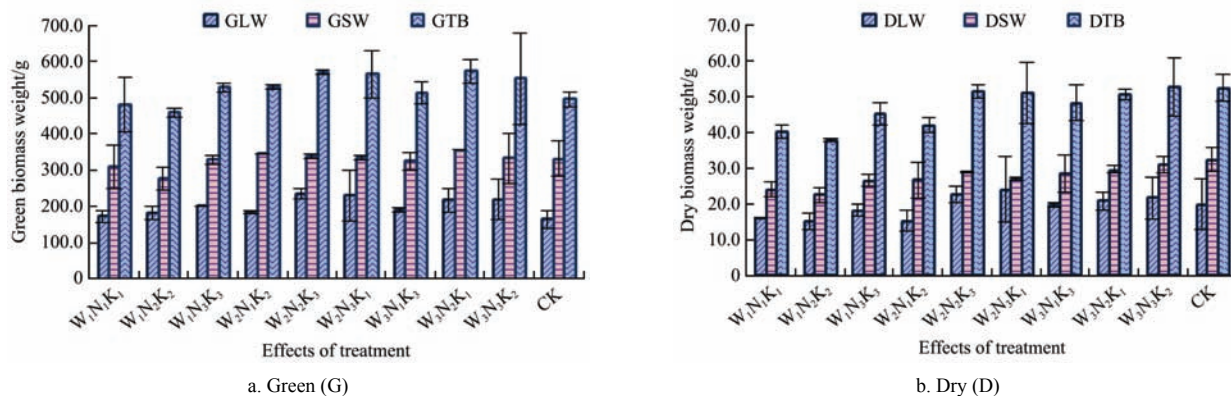 GLW GSW GTB
700.0
600.0
500.0
400.0
300.0
200.0
100.0
0
Green biomass weight/g
W₁N₁K₁ W₁N₂K₂ W₁N₃K₃ W₂N₁K₂ W₂N₂K₃ W₂N₃K₁ W₃N₁K₃ W₃N₂K₁ W₃N₃K₂ CK
Effects of treatment
a. Green (G)
DLW DSW DTB
70.0
60.0
50.0
40.0
30.0
20.0
10.0
0
Dry biomass weight/g
W₁N₁K₁ W₁N₂K₂ W₁N₃K₃ W₂N₁K₂ W₂N₂K₃ W₂N₃K₁ W₃N₁K₃ W₃N₂K₁ W₃N₃K₂ CK
Effects of treatment
b. Dry (D)